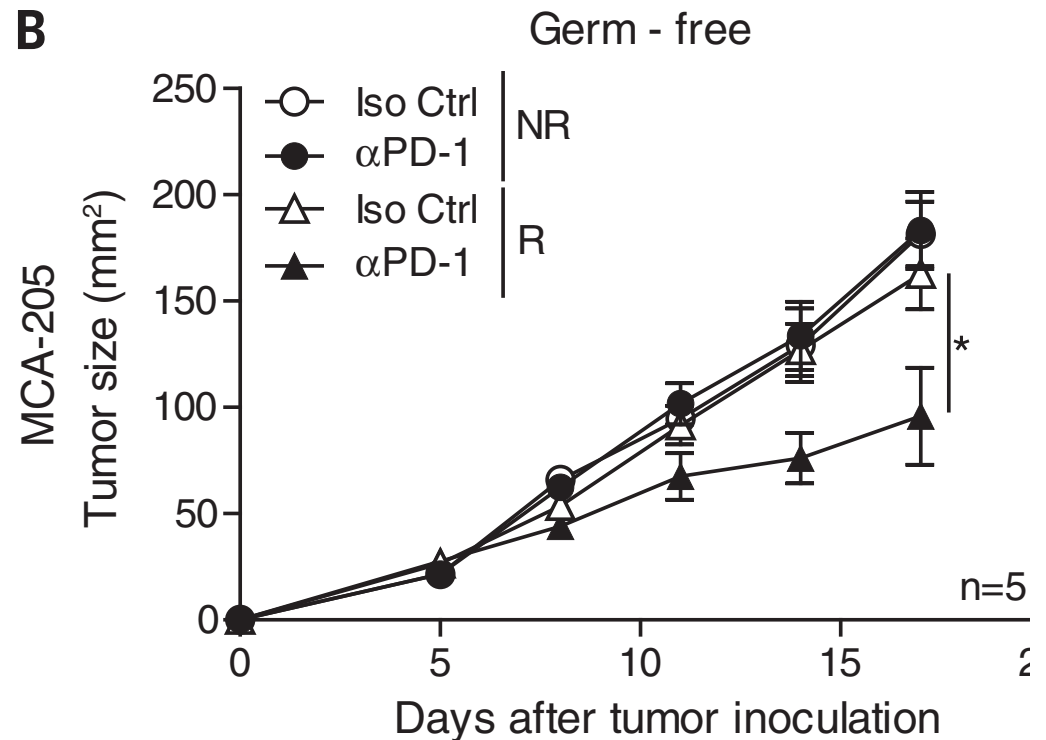 B
Germ - free
Iso Ctrl
αPD-1
NR
Iso Ctrl
αPD-1
R
MCA-205
Tumor size (mm²)
250
200
150
100
50
0
*
n=5
0 5 10 15 2
Days after tumor inoculation